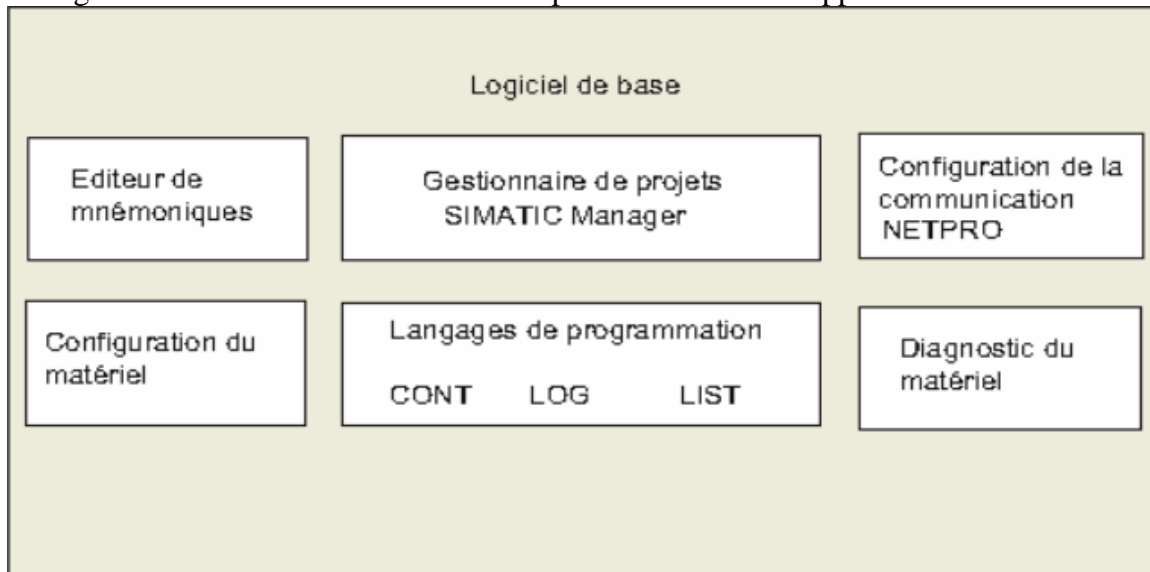 Logiciel de base
Editeur de
mnémoniques
Gestionnaire de projets
SIMATIC Manager
Configuration de la
communication
NETPRO
Configuration du
matériel
Langages de programmation
CONT LOG LIST
Diagnostic du
matériel